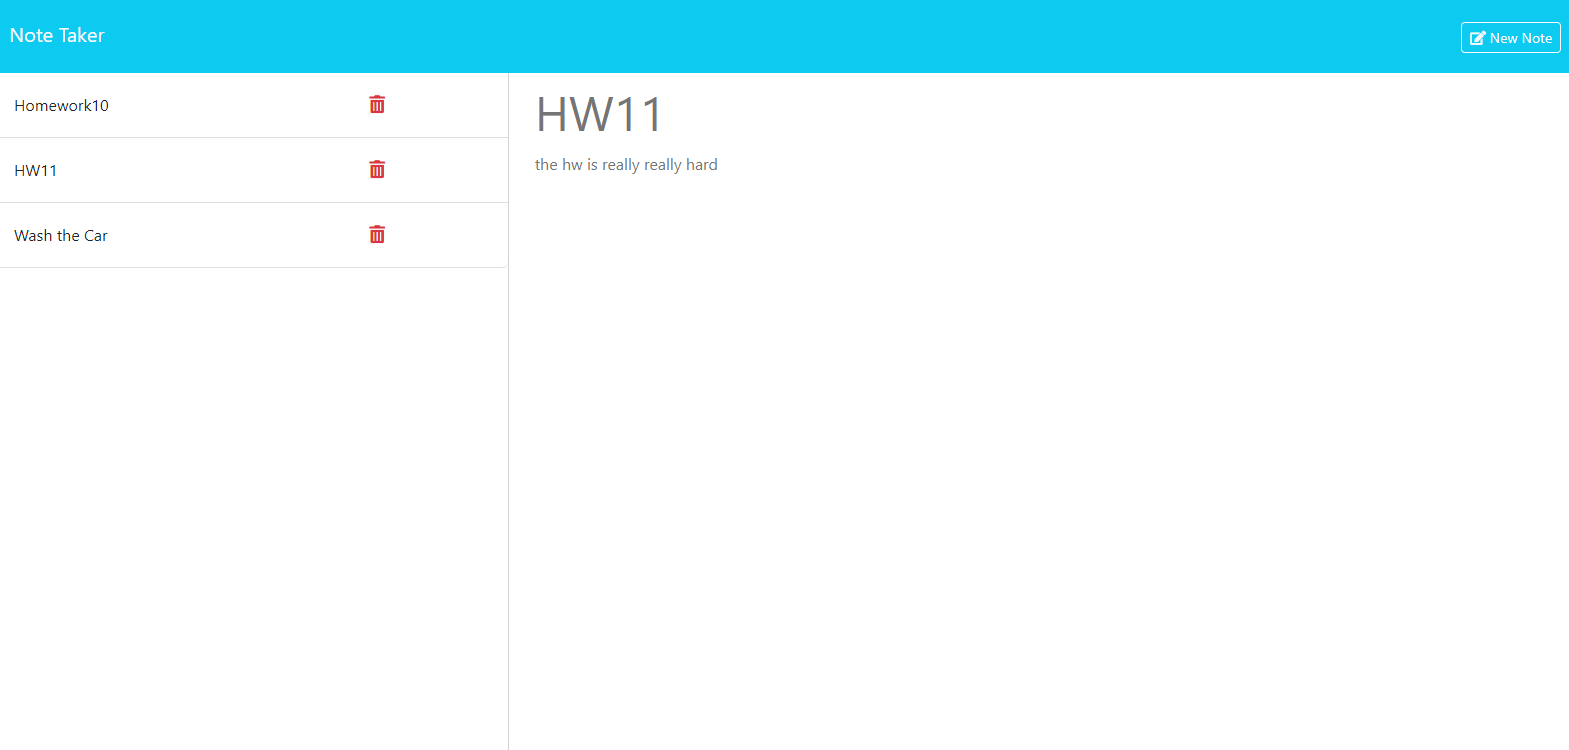 Note Taker
New Note
Homework10
HW11
Wash the Car
HW11
the hw is really really hard